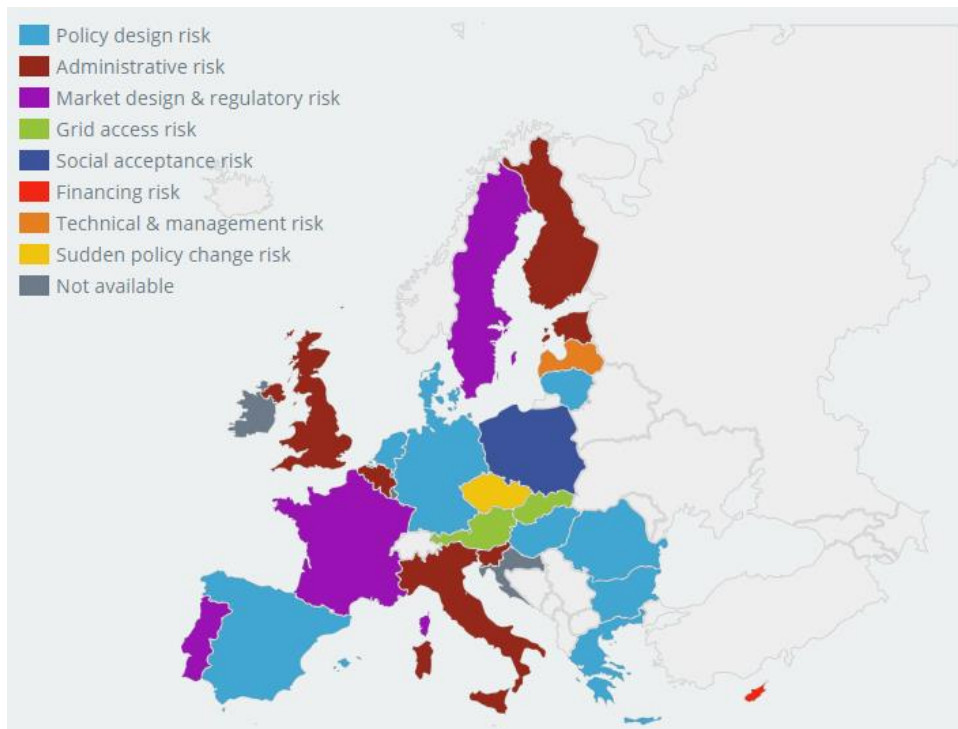 Policy design risk
Administrative risk
Market design & regulatory risk
Grid access risk
Social acceptance risk
Financing risk
Technical & management risk
Sudden policy change risk
Not available